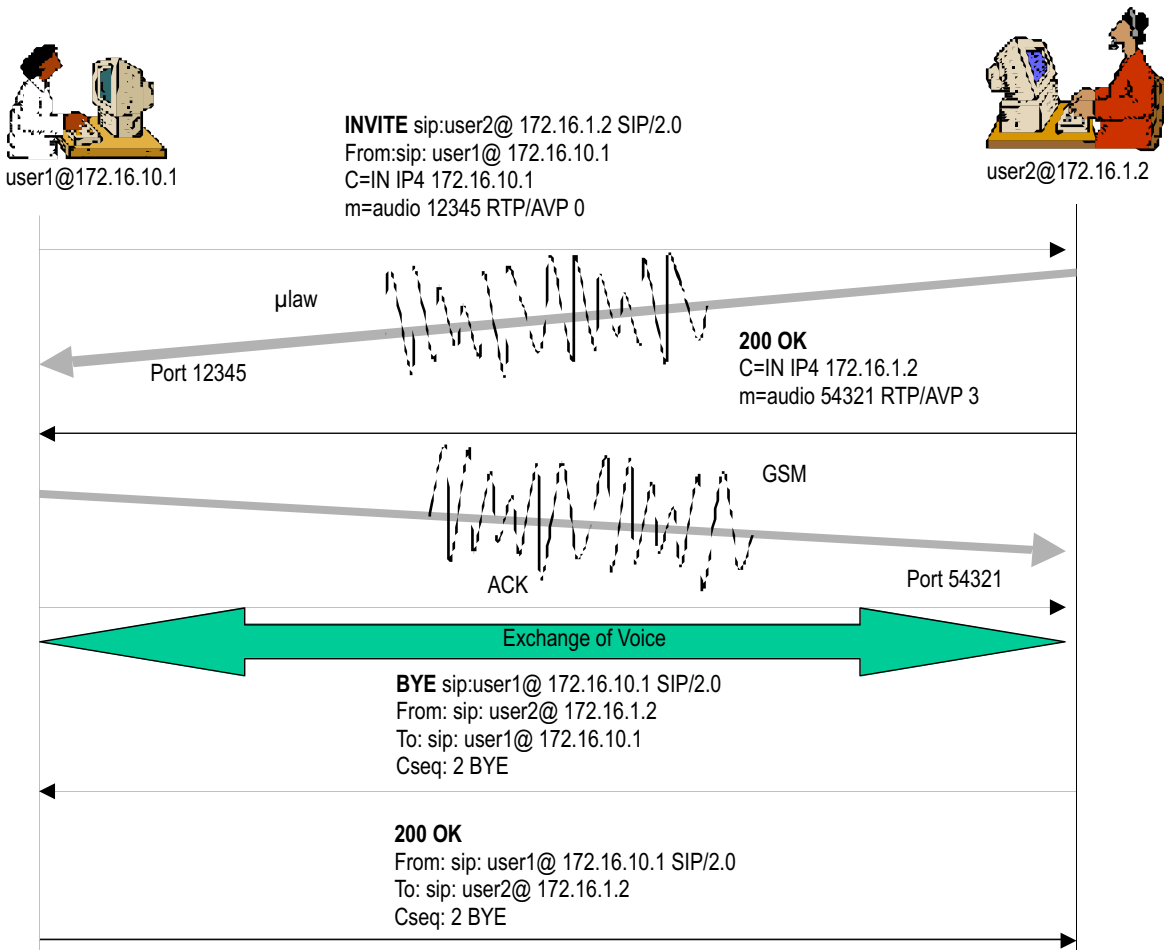 user1@172.16.10.1
user2@172.16.1.2
INVITE sip:user2@ 172.16.1.2 SIP/2.0
From:sip: user1@ 172.16.10.1
C=IN IP4 172.16.10.1
m=audio 12345 RTP/AVP 0
µlaw
Port 12345
200 OK
C=IN IP4 172.16.1.2
m=audio 54321 RTP/AVP 3
GSM
Port 54321
ACK
Exchange of Voice
BYE sip:user1@ 172.16.10.1 SIP/2.0
From: sip: user2@ 172.16.1.2
To: sip: user1@ 172.16.10.1
Cseq: 2 BYE
200 OK
From: sip: user1@ 172.16.10.1 SIP/2.0
To: sip: user2@ 172.16.1.2
Cseq: 2 BYE